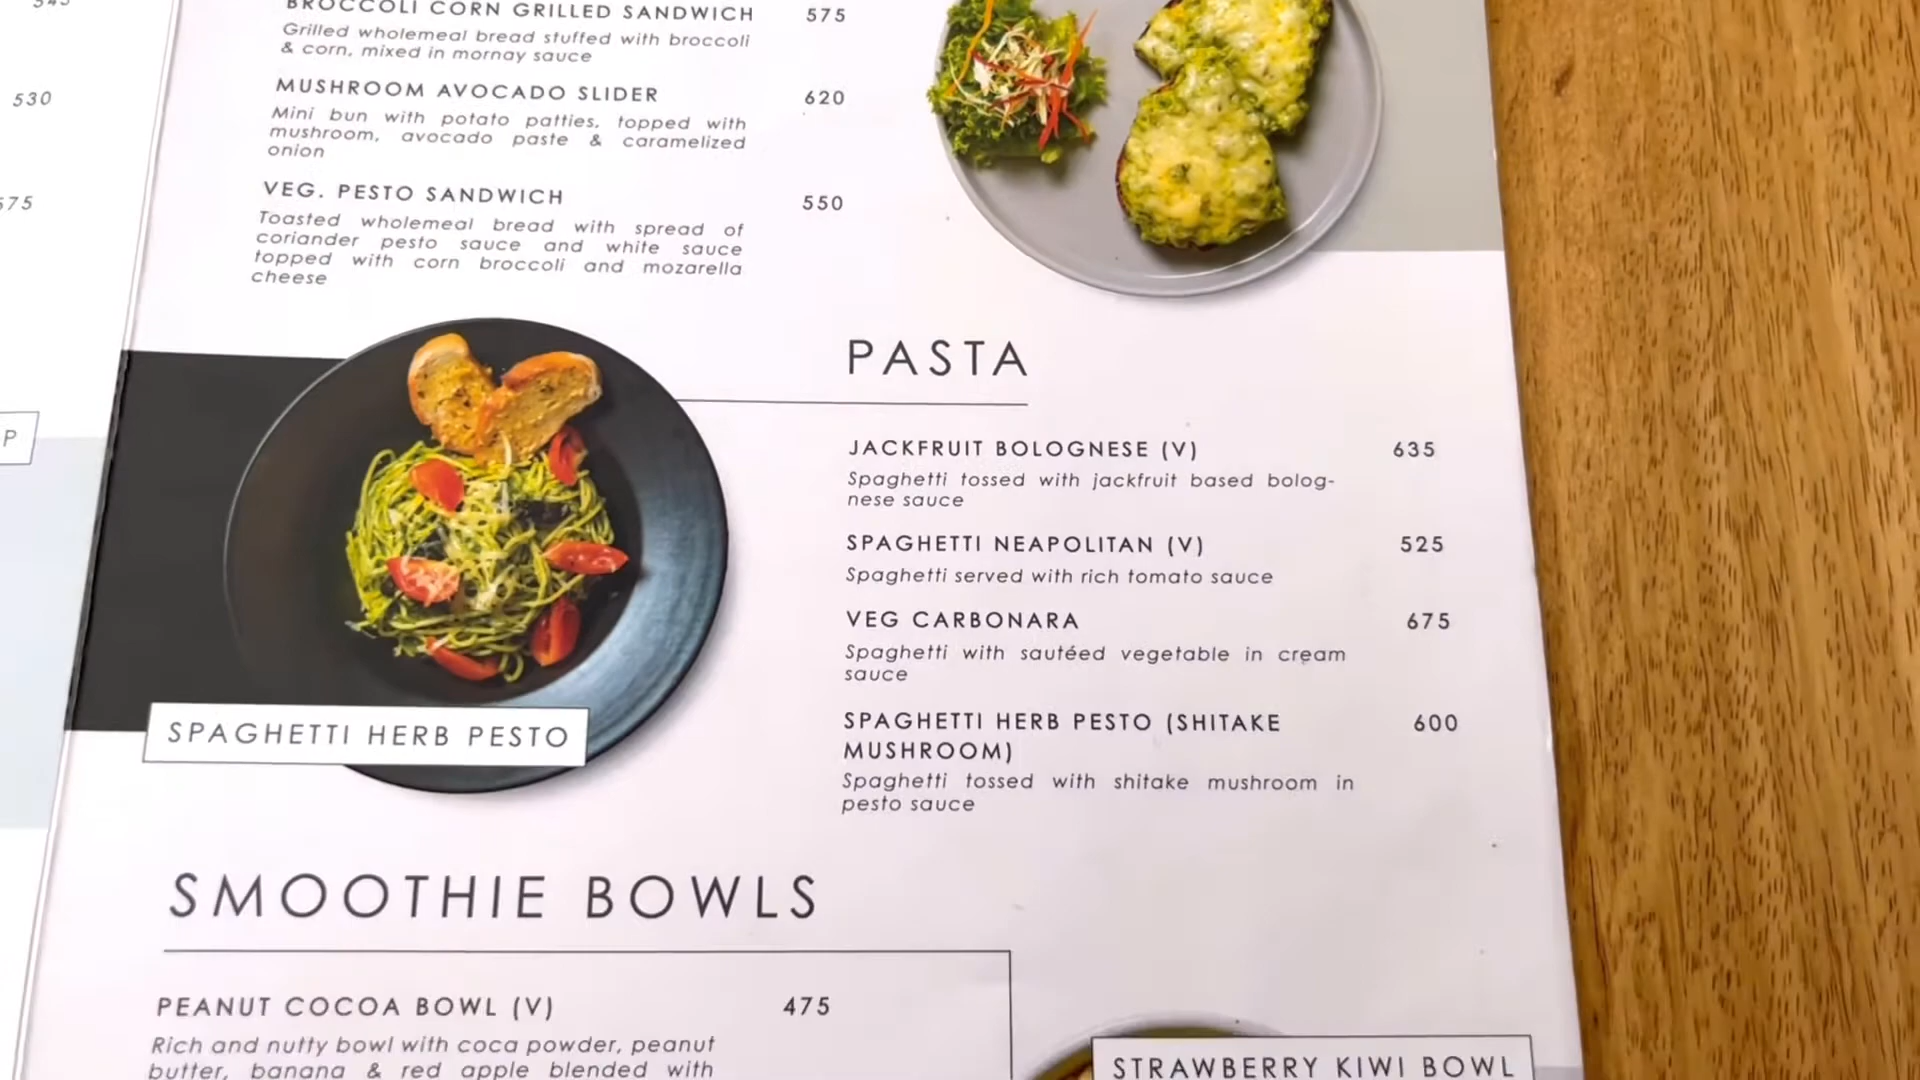 530
BROCCOLI CORN GRILLED SANDWICH 575
Grilled wholemeal bread stuffed with broccoli
& corn, mixed in mornay sauce
MUSHROOM AVOCADO SLIDER 620
Mini bun with potato patties, topped with
mushroom, avocado paste & caramelized
onion
VEG. PESTO SANDWICH 550
Toasted wholemeal bread with spread of
coriander pesto sauce and white sauce
topped with corn broccoli and mozarella
cheese
P
SPAGHETTI HERB PESTO
PASTA
JACKFRUIT BOLOGNESE (V) 635
Spaghetti tossed with jackfruit based bolog-
nese sauce
SPAGHETTI NEAPOLITAN (V) 525
Spaghetti served with rich tomato sauce
VEG CARBONARA 675
Spaghetti with sautéed vegetable in cream
sauce
SPAGHETTI HERB PESTO (SHITAKE 600
MUSHROOM)
Spaghetti tossed with shitake mushroom in
pesto sauce
SMOOTHIE BOWLS
PEANUT COCOA BOWL (V) 475
Rich and nutty bowl with coca powder, peanut
butter, banana & red apple blended with
STRAWBERRY KIWI BOWL